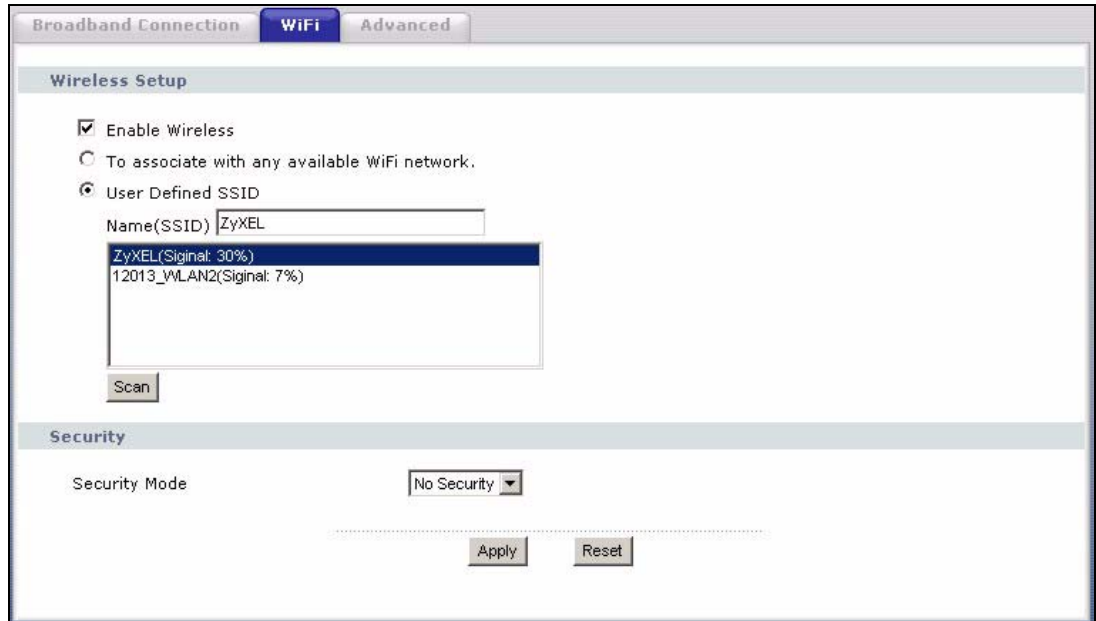 Broadband Connection WiFi Advanced
Wireless Setup
Enable Wireless
To associate with any available WiFi network.
User Defined SSID
Name(SSID) ZyXEL
ZyXEL(Siginal: 30%)
12013_WLAN2(Siginal: 7%)
Scan
Security
Security Mode No Security
Apply Reset